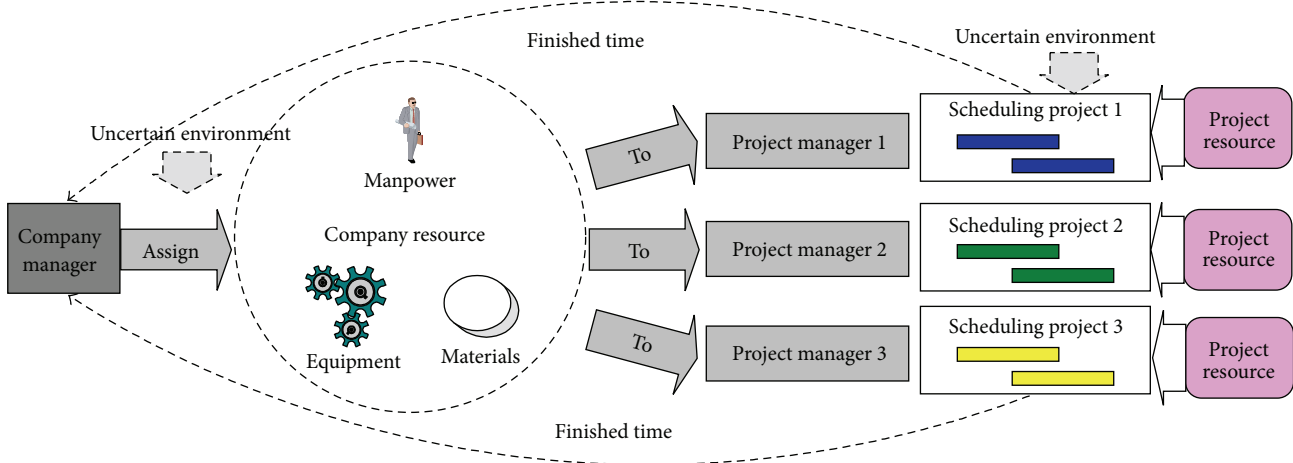 Finished time
Uncertain environment
Uncertain environment
Company
manager
Assign
Manpower
Company resource
Equipment
Materials
To
Project manager 1
Scheduling project 1
Project
resource
To
Project manager 2
Scheduling project 2
Project
resource
To
Project manager 3
Scheduling project 3
Project
resource
Finished time